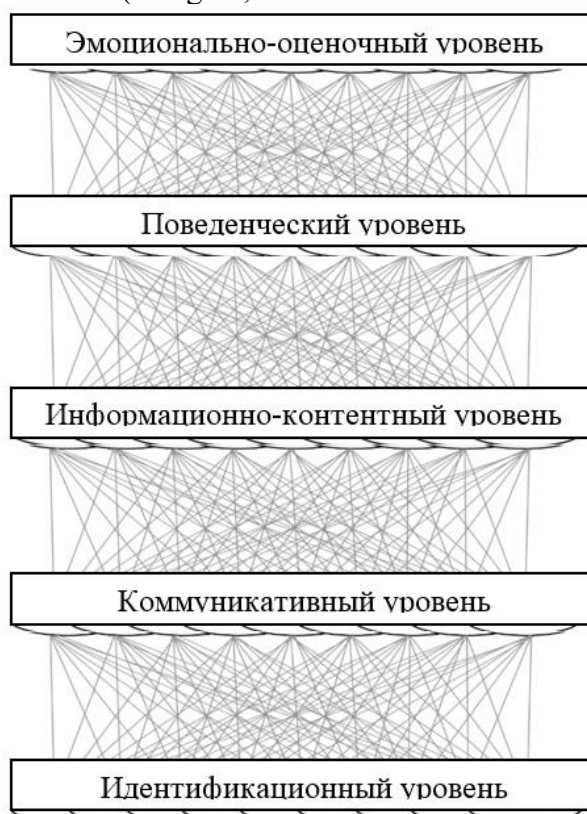 Эмоционально-оценочный уровень
Поведенческий уровень
Информационно-контентный уровень
Коммуникативный уровень
Идентификационный уровень